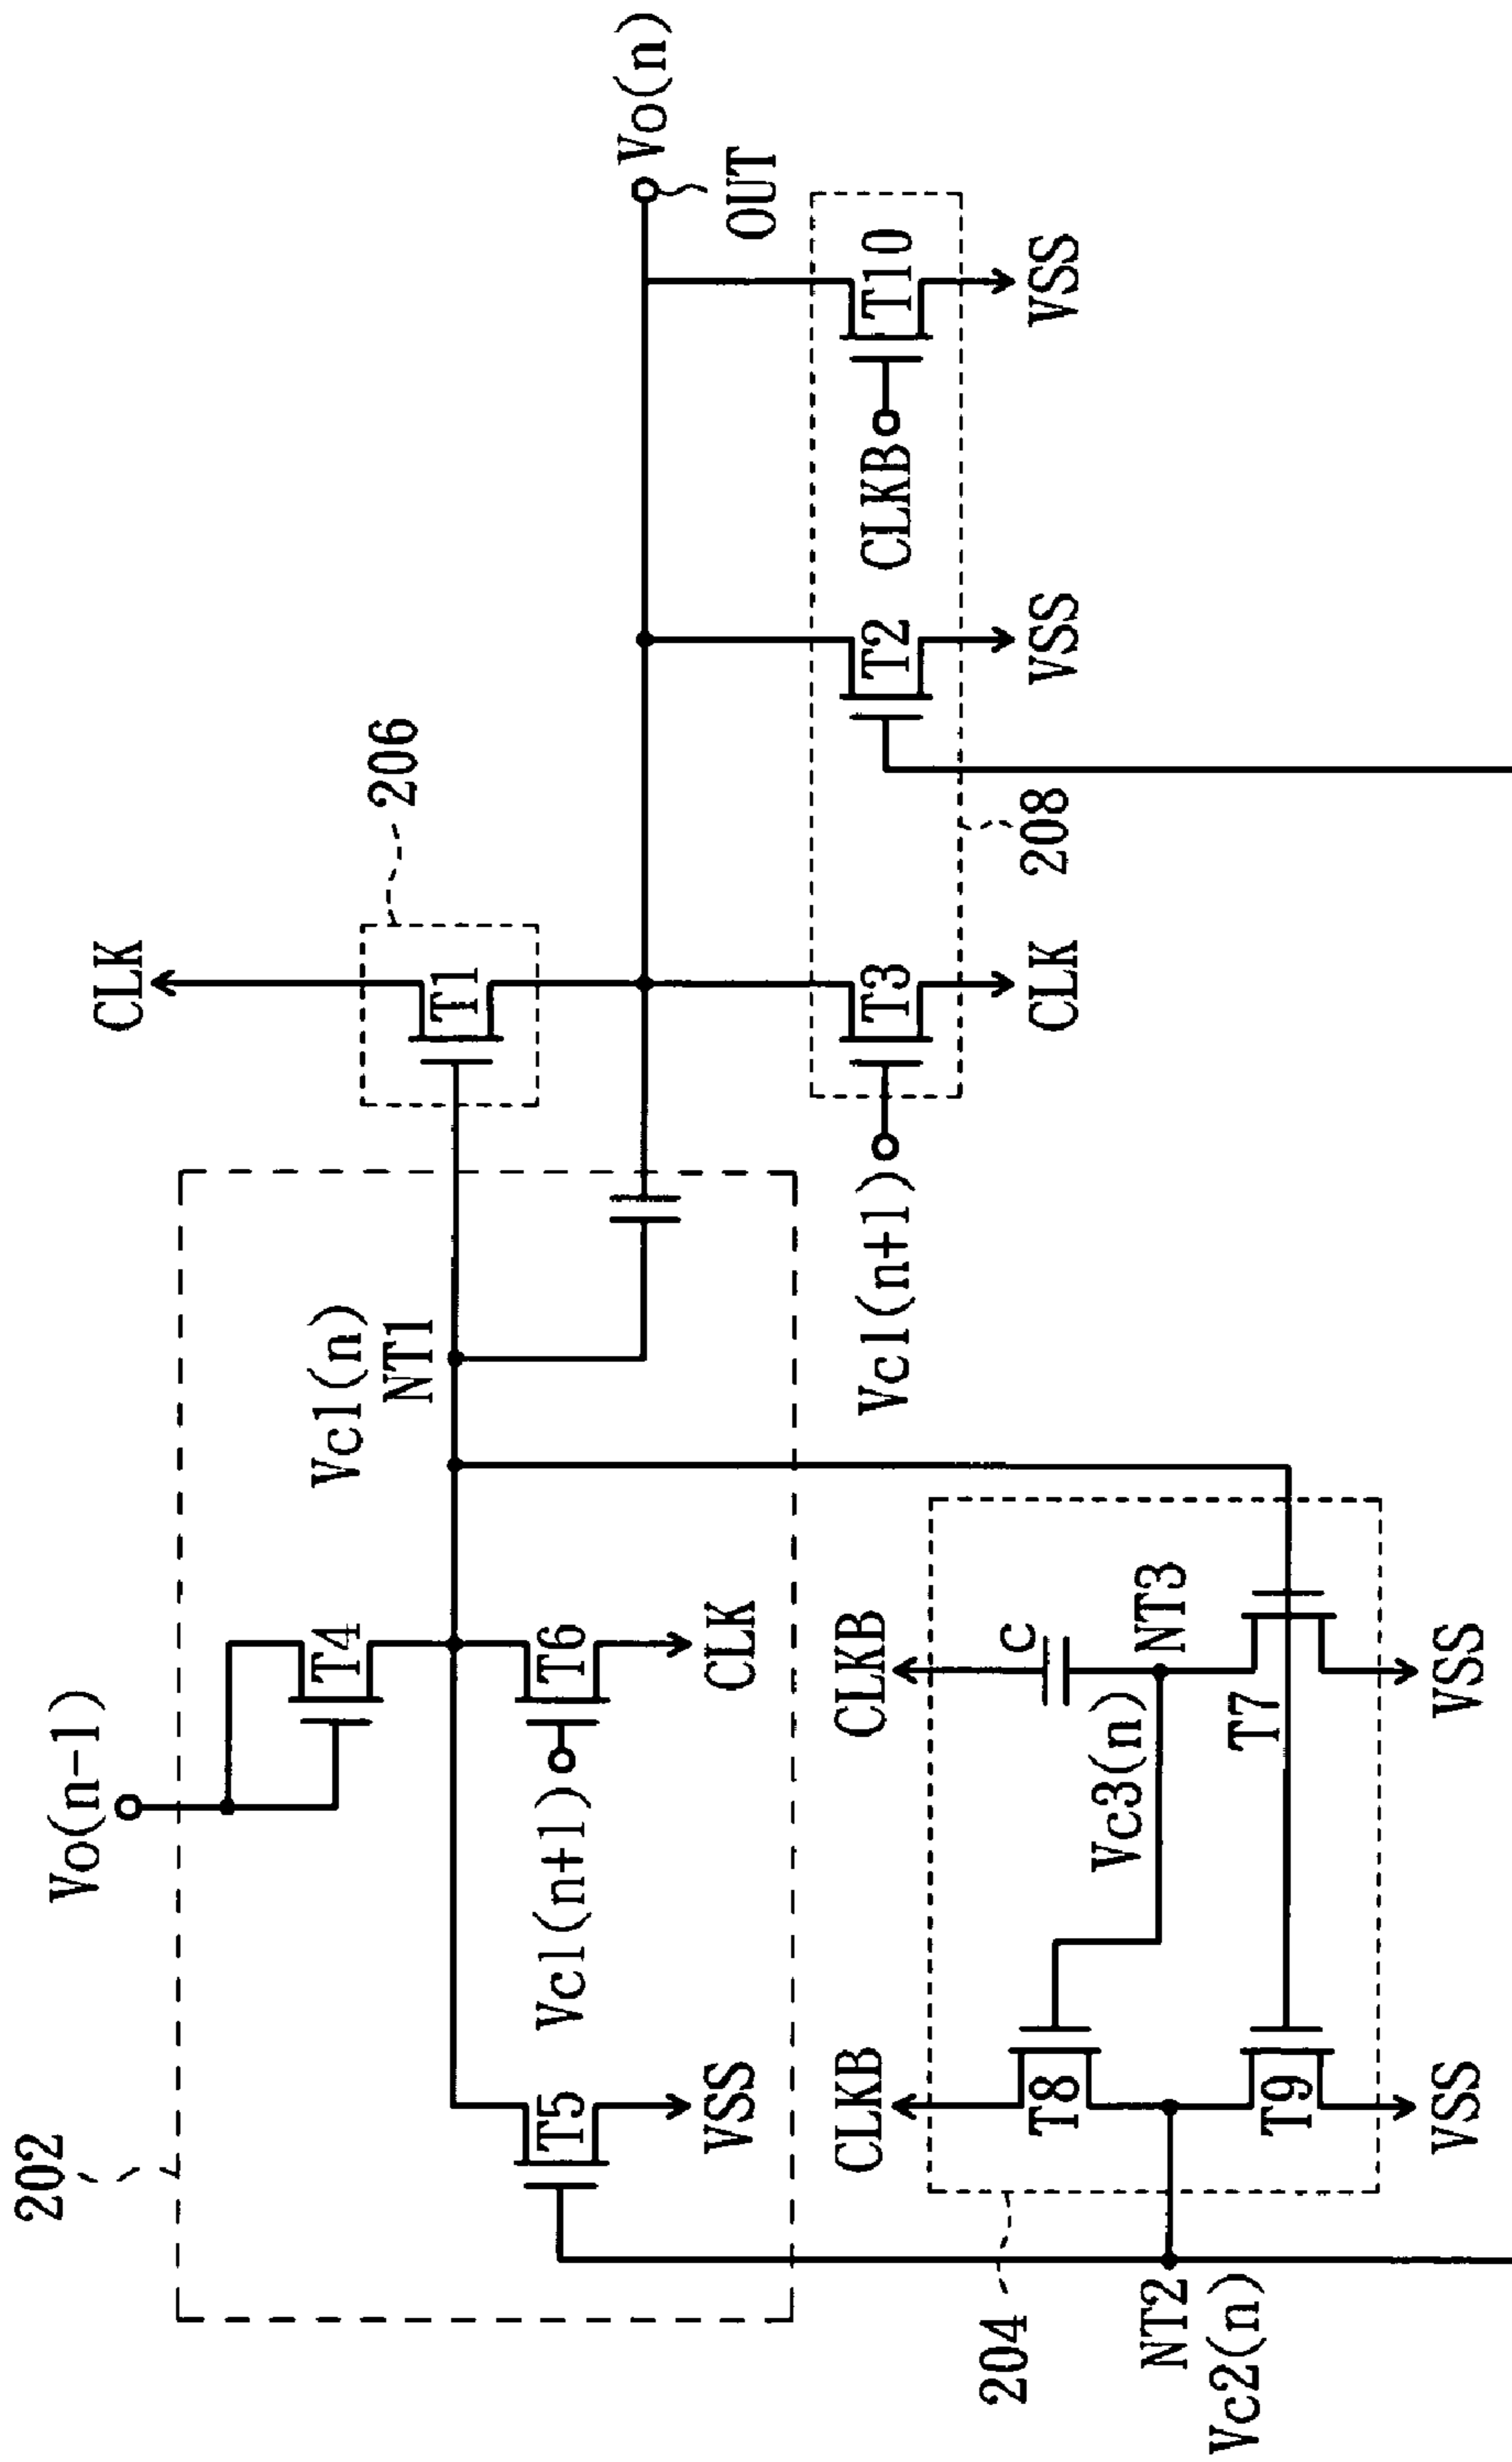 202
Vo(n-1)
CLK
206
Vc1(n)
NT1
T4
T1
Vo(n)
OUT
T5
T6
VSS
Vc1(n+1)
CLK
204
CLKB
CLKB
C
Vc3(n)
NT3
T8
T9
T7
VSS
VSS
NT2
Vc2(n)
Vc1(n+1)
T3
T2
CLKB
T10
CLK
208
VSS
VSS